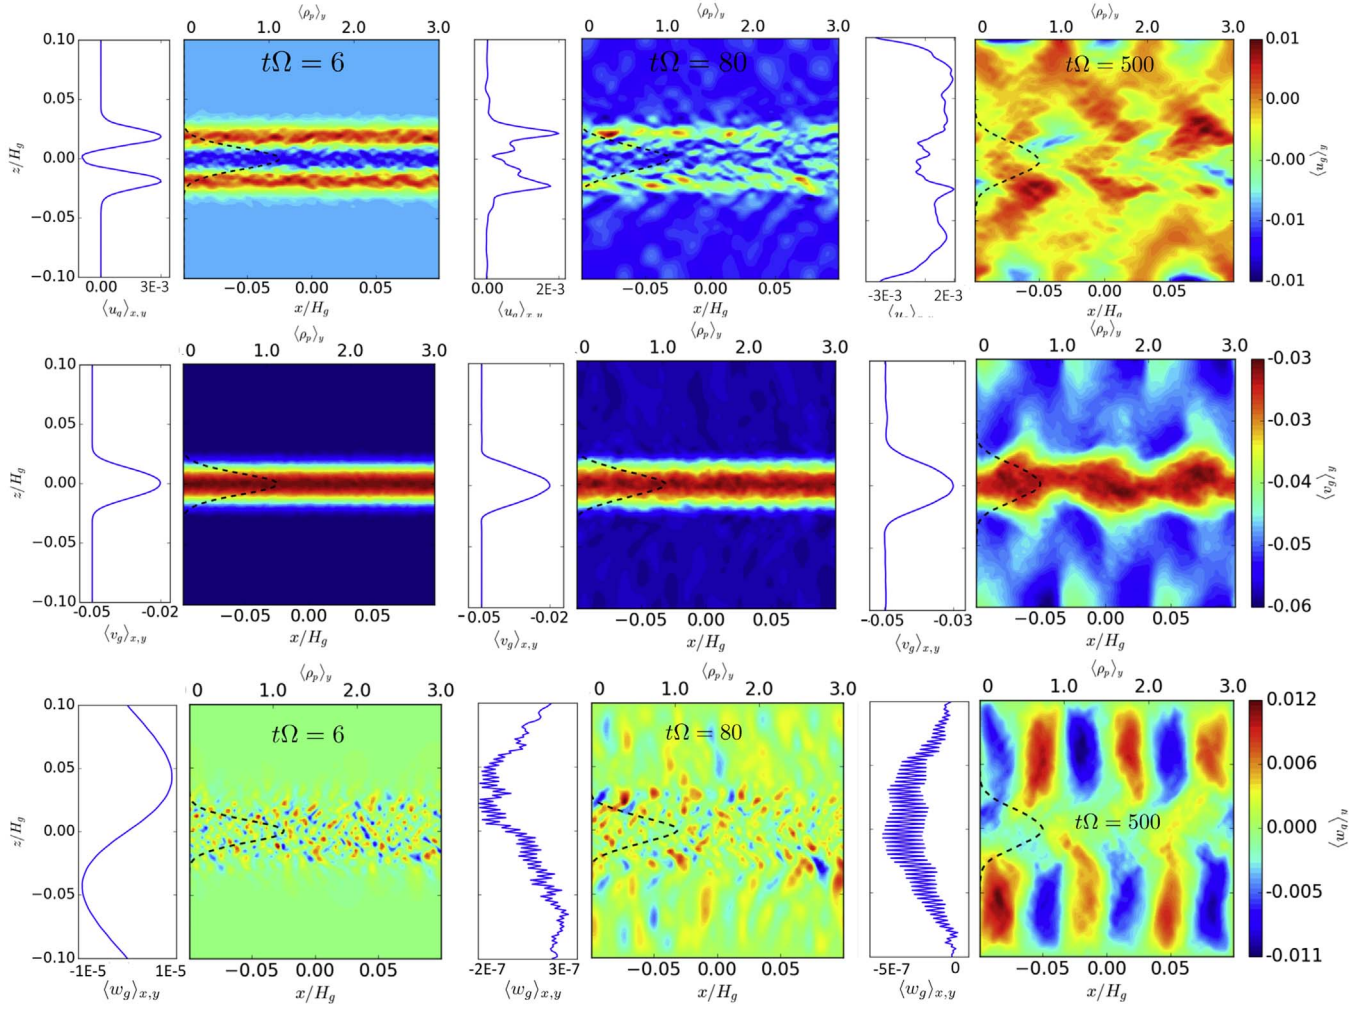 ⟨ρp⟩y ⟨ρp⟩y ⟨ρp⟩y
0 1.0 2.0 3.0 0 1.0 2.0 3.0 0 1.0 2.0 3.0
0.10 0.01
tΩ = 6 tΩ = 80 tΩ = 500
0.05 0.00
z/Hg 0.00 -0.00 ⟨ug⟩y
−0.05 -0.01
−0.10 -0.01
0.00 3E-3 −0.05 0.00 0.05 0.00 2E-3 −0.05 0.00 0.05 -3E-3 2E-3 −0.05 0.00 0.05
⟨ug⟩x,y x/Hg ⟨ug⟩x,y x/Hg x/Hg
⟨ρp⟩y ⟨ρp⟩y ⟨ρp⟩y
.0 1.0 2.0 3.0 .0 1.0 2.0 3.0 0 1.0 2.0 3.0
0.10 -0.03
0.05 -0.03
z/Hg 0.00 -0.04 ⟨vg⟩y
−0.05 -0.05
−0.10 -0.06
-0.05 -0.02 −0.05 0.00 0.05 -0.05 -0.02 −0.05 0.00 0.05 -0.05 -0.03 −0.05 0.00 0.05
⟨vg⟩x,y x/Hg ⟨vg⟩x,y x/Hg ⟨vg⟩x,y x/Hg
⟨ρp⟩y ⟨ρp⟩y ⟨ρp⟩y
0 1.0 2.0 3.0 0 1.0 2.0 3.0 0 1.0 2.0 3.0
0.10 0.012
tΩ = 6 tΩ = 80
0.05 0.006
z/Hg 0.00 tΩ = 500 0.000 ⟨wg⟩y
−0.05 -0.005
−0.10 -0.011
-1E-5 1E-5 −0.05 0.00 0.05 -2E-7 3E-7 −0.05 0.00 0.05 -5E-7 0 −0.05 0.00 0.05
⟨wg⟩x,y x/Hg ⟨wg⟩x,y x/Hg ⟨wg⟩x,y x/Hg